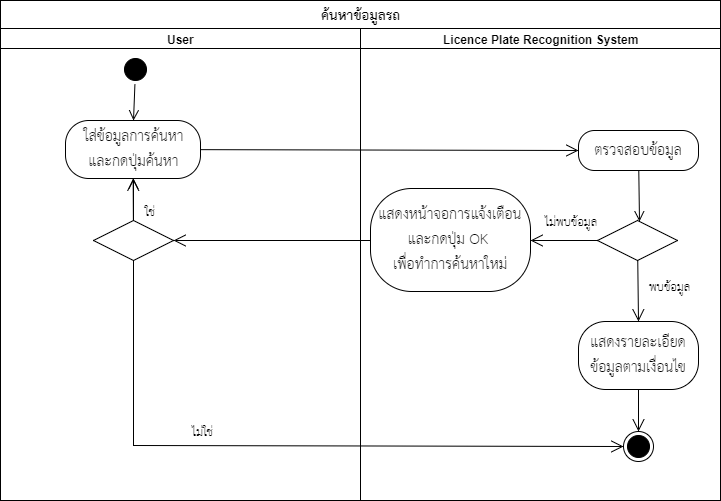 ค้นหาข้อมูลรถ
User
Licence Plate Recognition System
ใส่ข้อมูลการค้นหา
และกดปุ่มค้นหา
ตรวจสอบข้อมูล
ใช่
แสดงหน้าจอการแจ้งเตือน
และกดปุ่ม OK
เพื่อทำการค้นหาใหม่
ไม่พบข้อมูล
พบข้อมูล
แสดงรายละเอียด
ข้อมูลตามเงื่อนไข
ไม่ใช่